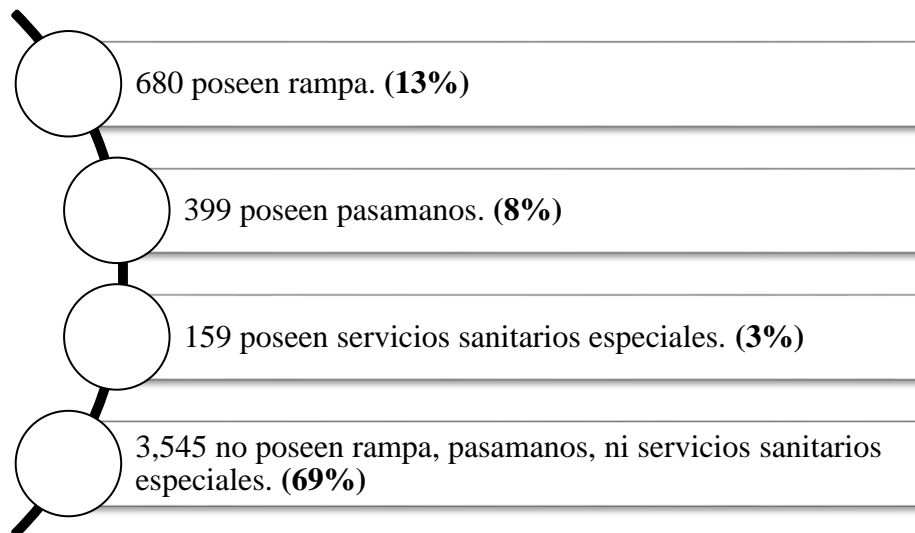 680 poseen rampa. (13%)
399 poseen pasamanos. (8%)
159 poseen servicios sanitarios especiales. (3%)
3,545 no poseen rampa, pasamanos, ni servicios sanitarios
especiales. (69%)